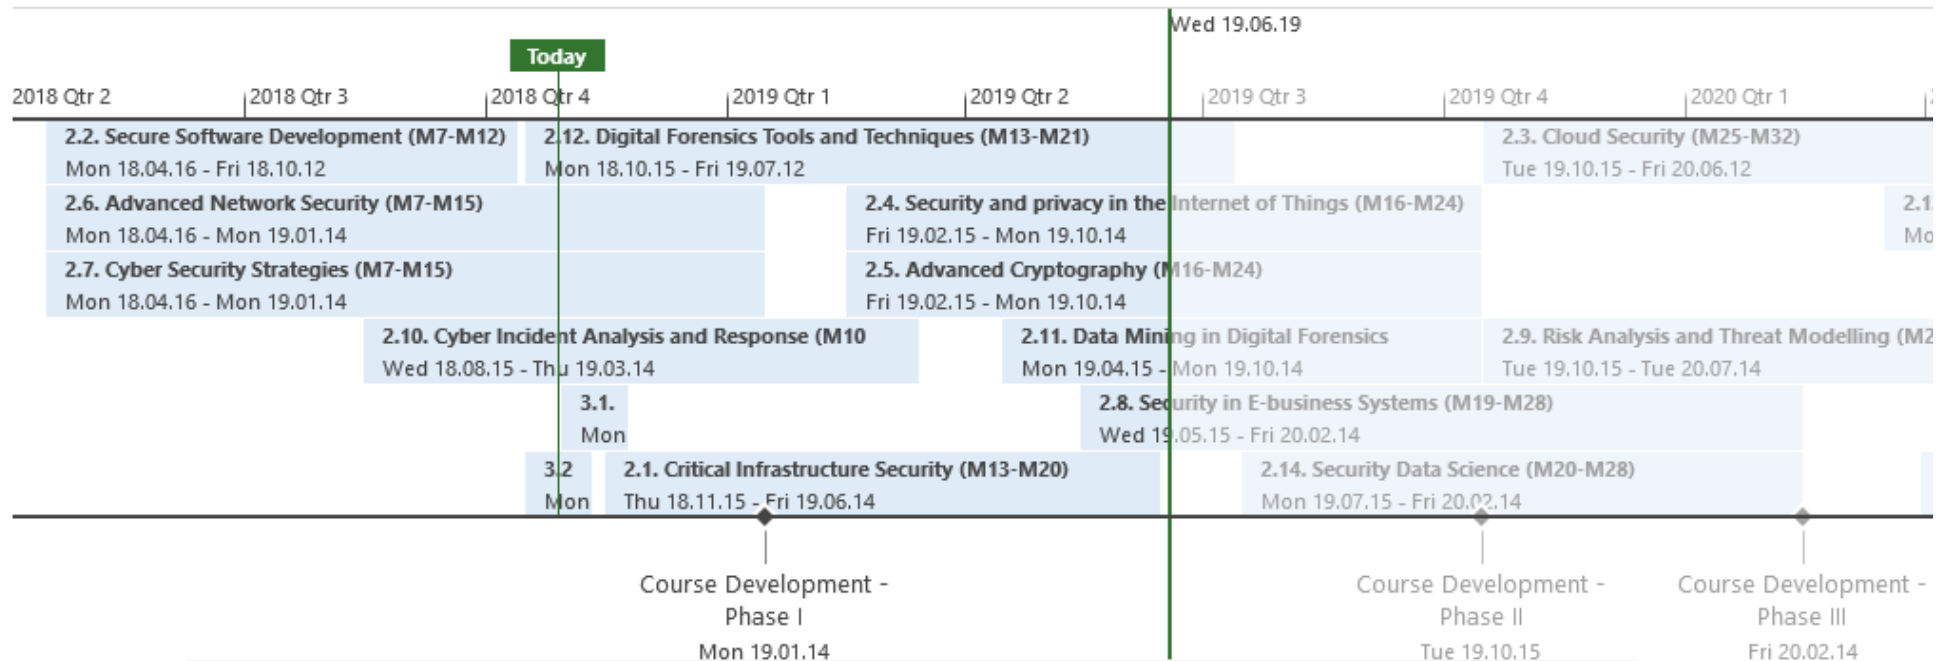 Wed 19.06.19
Today
2018 Qtr 2
2018 Qtr 3
2018 Qtr 4
2019 Qtr 1
2019 Qtr 2
2019 Qtr 3
2019 Qtr 4
2020 Qtr 1
2.2. Secure Software Development (M7-M12)
Mon 18.04.16 - Fri 18.10.12
2.12. Digital Forensics Tools and Techniques (M13-M21)
Mon 18.10.15 - Fri 19.07.12
2.3. Cloud Security (M25-M32)
Tue 19.10.15 - Fri 20.06.12
2.6. Advanced Network Security (M7-M15)
Mon 18.04.16 - Mon 19.01.14
2.4. Security and privacy in the Internet of Things (M16-M24)
Fri 19.02.15 - Mon 19.10.14
2.1
Mo
2.7. Cyber Security Strategies (M7-M15)
Mon 18.04.16 - Mon 19.01.14
2.5. Advanced Cryptography (M16-M24)
Fri 19.02.15 - Mon 19.10.14
2.10. Cyber Incident Analysis and Response (M10
Wed 18.08.15 - Thu 19.03.14
2.11. Data Mining in Digital Forensics
Mon 19.04.15 - Mon 19.10.14
2.9. Risk Analysis and Threat Modelling (M2
Tue 19.10.15 - Tue 20.07.14
3.1.
Mon
2.8. Security in E-business Systems (M19-M28)
Wed 19.05.15 - Fri 20.02.14
3.2
Mon
2.1. Critical Infrastructure Security (M13-M20)
Thu 18.11.15 - Fri 19.06.14
2.14. Security Data Science (M20-M28)
Mon 19.07.15 - Fri 20.02.14
Course Development -
Phase I
Mon 19.01.14
Course Development -
Phase II
Tue 19.10.15
Course Development -
Phase III
Fri 20.02.14